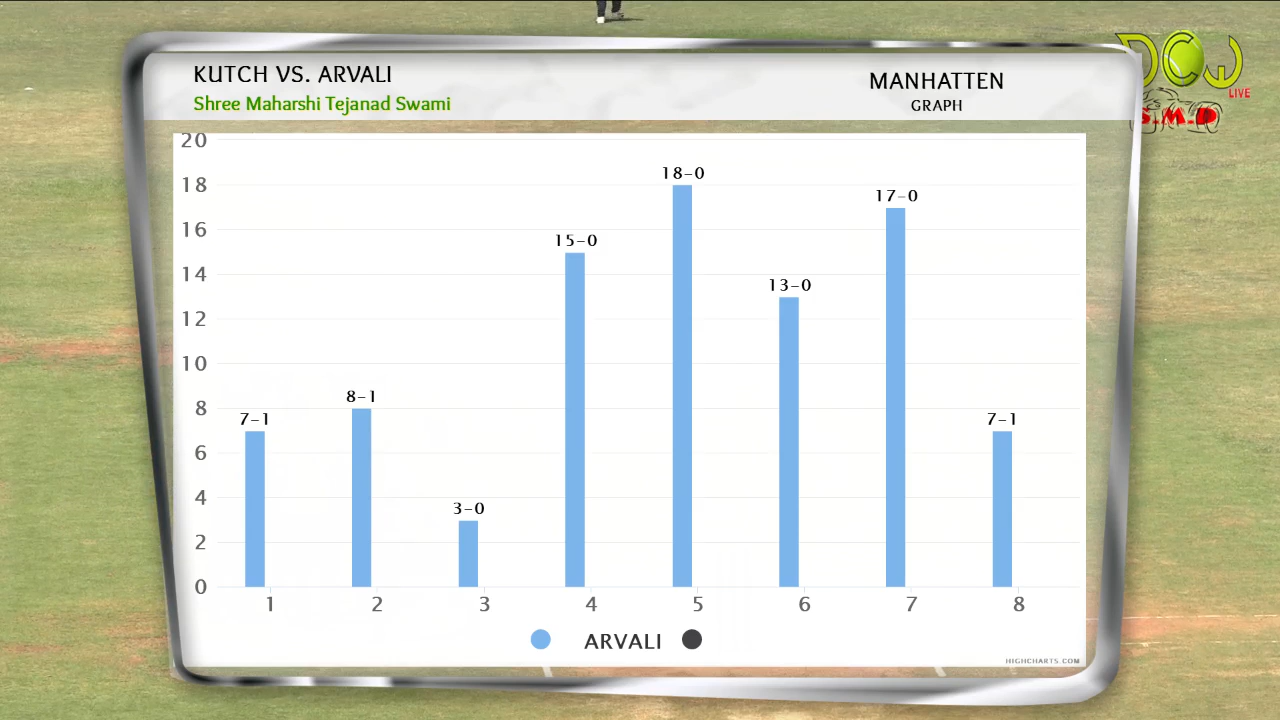 KUTCH VS. ARVALI
Shree Maharshi Tejanad Swami
MANHATTEN
GRAPH
DCW
LIVE
S.M.D
20
18
16
14
12
10
8
6
4
2
0
7-1
8-1
3-0
15-0
18-0
13-0
17-0
7-1
1 2 3 4 5 6 7 8
ARVALI
HIGHCHARTS.COM